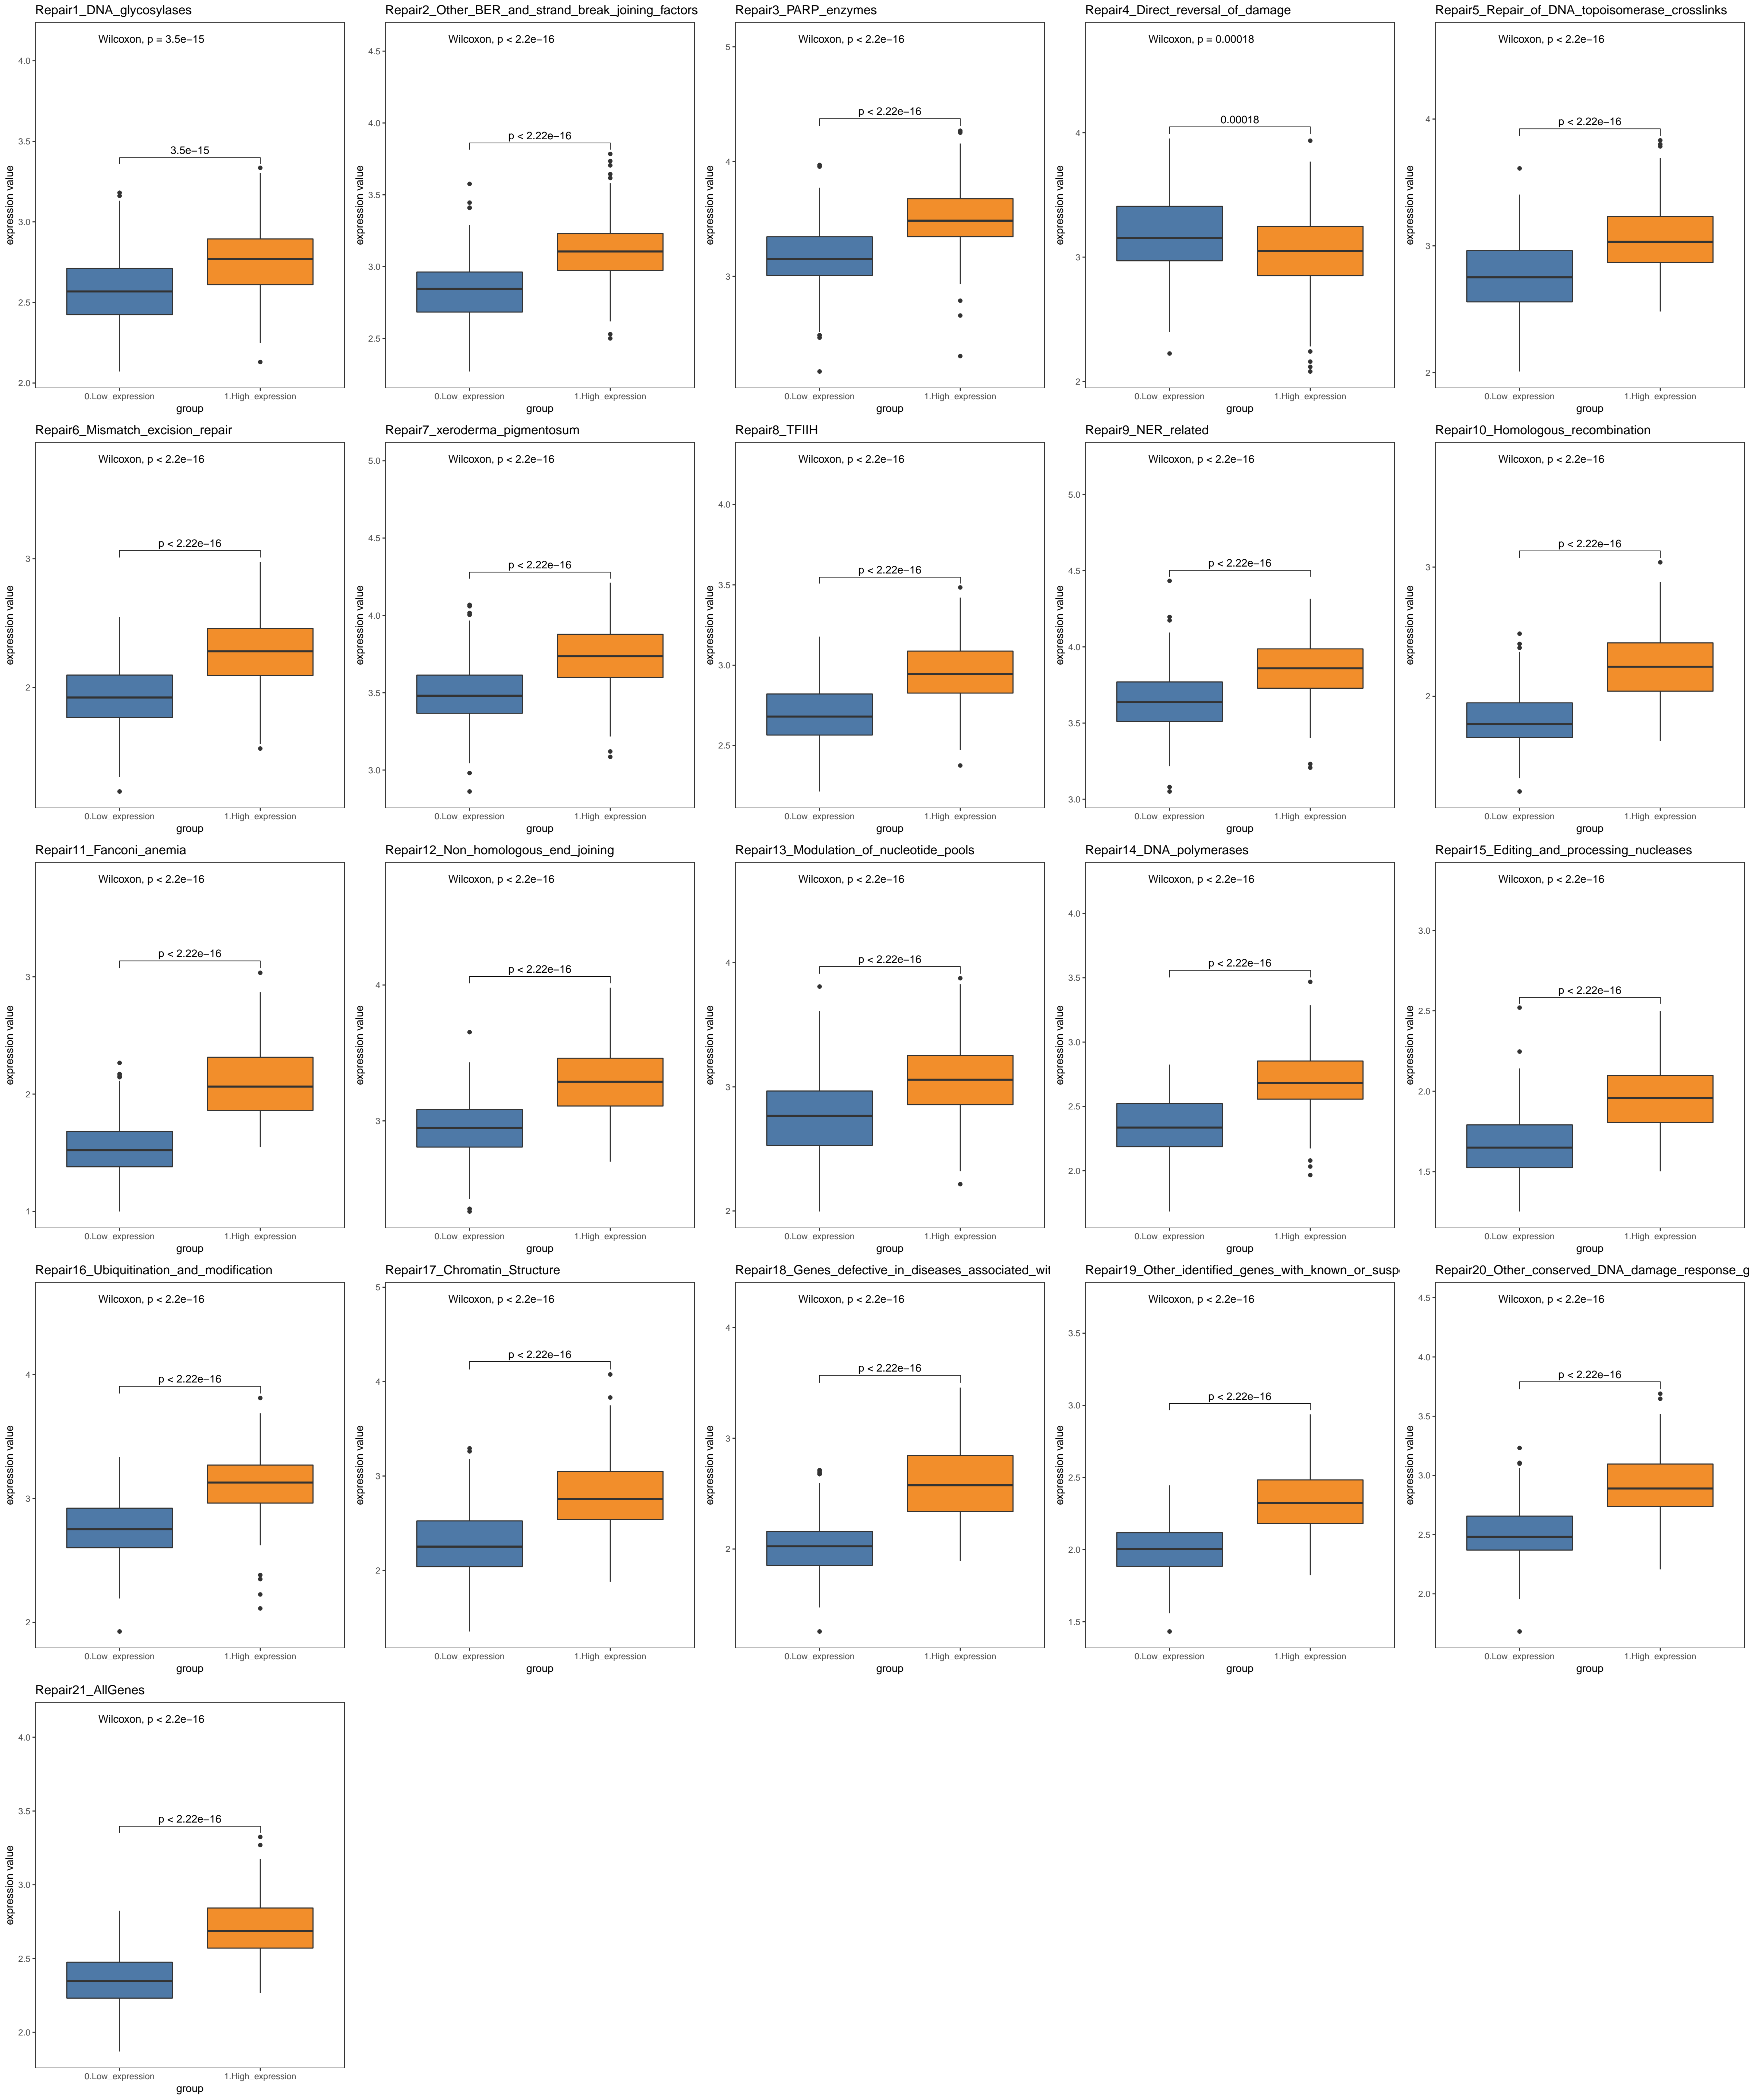 Repair1_DNA_glycosylases
Wilcoxon, p = 3.5e−15
3.5e−15
4.0
3.5
3.0
2.5
2.0
expression value
0.Low_expression
1.High_expression
group
Repair2_Other_BER_and_strand_break_joining_factors
Wilcoxon, p < 2.2e−16
p < 2.22e−16
4.5
4.0
3.5
3.0
2.5
expression value
0.Low_expression
1.High_expression
group
Repair3_PARP_enzymes
Wilcoxon, p < 2.2e−16
p < 2.22e−16
5
4
3
expression value
0.Low_expression
1.High_expression
group
Repair4_Direct_reversal_of_damage
Wilcoxon, p = 0.00018
0.00018
4
3
2
expression value
0.Low_expression
1.High_expression
group
Repair5_Repair_of_DNA_topoisomerase_crosslinks
Wilcoxon, p < 2.2e−16
p < 2.22e−16
4
3
2
expression value
0.Low_expression
1.High_expression
group
Repair6_Mismatch_excision_repair
Wilcoxon, p < 2.2e−16
p < 2.22e−16
3
2
expression value
0.Low_expression
1.High_expression
group
Repair7_xeroderma_pigmentosum
Wilcoxon, p < 2.2e−16
p < 2.22e−16
5.0
4.5
4.0
3.5
3.0
expression value
0.Low_expression
1.High_expression
group
Repair8_TFIIH
Wilcoxon, p < 2.2e−16
p < 2.22e−16
4.0
3.5
3.0
2.5
expression value
0.Low_expression
1.High_expression
group
Repair9_NER_related
Wilcoxon, p < 2.2e−16
p < 2.22e−16
5.0
4.5
4.0
3.5
3.0
expression value
0.Low_expression
1.High_expression
group
Repair10_Homologous_recombination
Wilcoxon, p < 2.2e−16
p < 2.22e−16
3
2
expression value
0.Low_expression
1.High_expression
group
Repair11_Fanconi_anemia
Wilcoxon, p < 2.2e−16
p < 2.22e−16
3
2
1
expression value
0.Low_expression
1.High_expression
group
Repair12_Non_homologous_end_joining
Wilcoxon, p < 2.2e−16
p < 2.22e−16
4
3
expression value
0.Low_expression
1.High_expression
group
Repair13_Modulation_of_nucleotide_pools
Wilcoxon, p < 2.2e−16
p < 2.22e−16
4
3
2
expression value
0.Low_expression
1.High_expression
group
Repair14_DNA_polymerases
Wilcoxon, p < 2.2e−16
p < 2.22e−16
4.0
3.5
3.0
2.5
2.0
expression value
0.Low_expression
1.High_expression
group
Repair15_Editing_and_processing_nucleases
Wilcoxon, p < 2.2e−16
p < 2.22e−16
3.0
2.5
2.0
1.5
expression value
0.Low_expression
1.High_expression
group
Repair16_Ubiquitination_and_modification
Wilcoxon, p < 2.2e−16
p < 2.22e−16
4
3
2
expression value
0.Low_expression
1.High_expression
group
Repair17_Chromatin_Structure
Wilcoxon, p < 2.2e−16
p < 2.22e−16
5
4
3
2
expression value
0.Low_expression
1.High_expression
group
Repair18_Genes_defective_in_diseases_associated_wit
Wilcoxon, p < 2.2e−16
p < 2.22e−16
4
3
2
expression value
0.Low_expression
1.High_expression
group
Repair19_Other_identified_genes_with_known_or_susp
Wilcoxon, p < 2.2e−16
p < 2.22e−16
3.5
3.0
2.5
2.0
1.5
expression value
0.Low_expression
1.High_expression
group
Repair20_Other_conserved_DNA_damage_response_g
Wilcoxon, p < 2.2e−16
p < 2.22e−16
4.5
4.0
3.5
3.0
2.5
2.0
expression value
0.Low_expression
1.High_expression
group
Repair21_AllGenes
Wilcoxon, p < 2.2e−16
p < 2.22e−16
4.0
3.5
3.0
2.5
2.0
expression value
0.Low_expression
1.High_expression
group